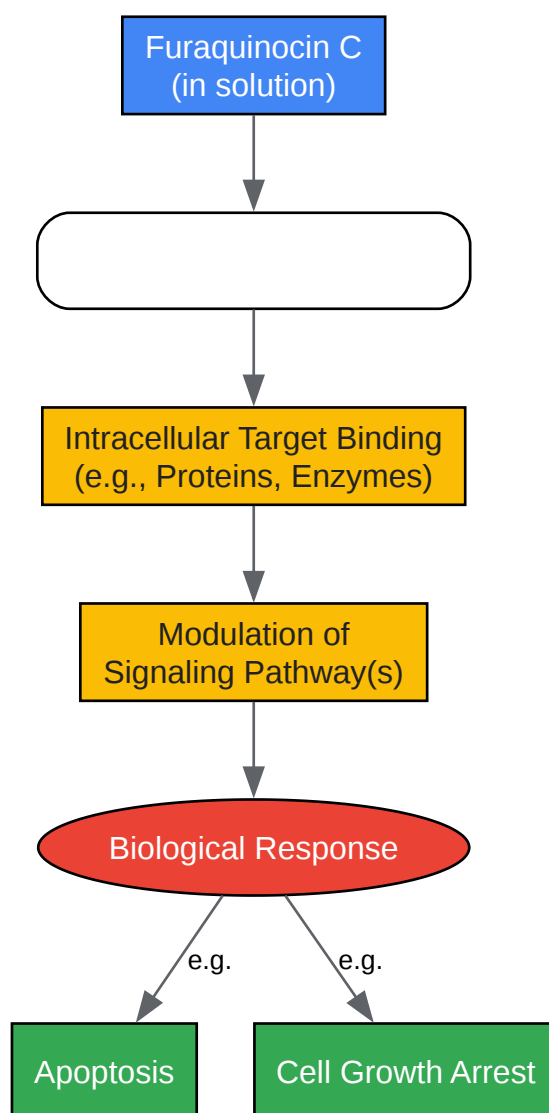 Furaquinocin C
(in solution)
Intracellular Target Binding
(e.g., Proteins, Enzymes)
Modulation of
Signaling Pathway(s)
Biological Response
e.g.
e.g.
Apoptosis
Cell Growth Arrest